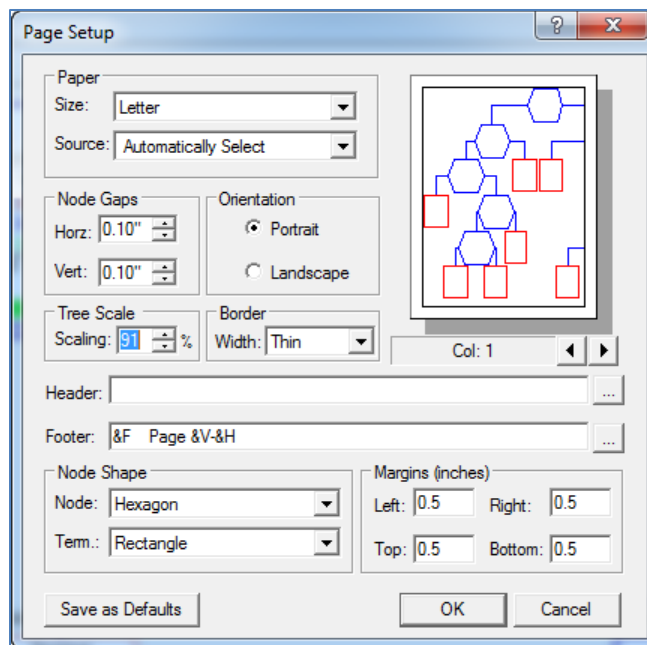 Page Setup
Paper
Size: Letter
Source: Automatically Select
Node Gaps
Horz: 0.10"
Vert: 0.10"
Orientation
Portrait
Landscape
Tree Scale
Scaling: 91 %
Border
Width: Thin
Col: 1
Header: ...
Footer: &F    Page &V-&H ...
Node Shape
Node: Hexagon
Term.: Rectangle
Margins (inches)
Left: 0.5 Right: 0.5
Top: 0.5 Bottom: 0.5
Save as Defaults OK Cancel